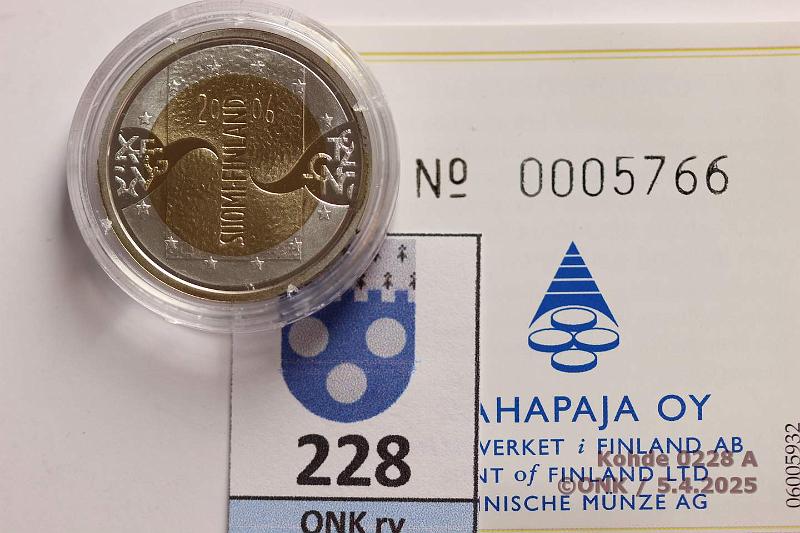 2006
SUOMI FINLAND
Nº 0005766
AHAPAJA OY
VERKET i FINLAND AB
NT of FINLAND LTD
NISCHE MÜNZE AG
06005932
228
ONK ry
Kohde 0228 A
©ONK / 5.4.2025